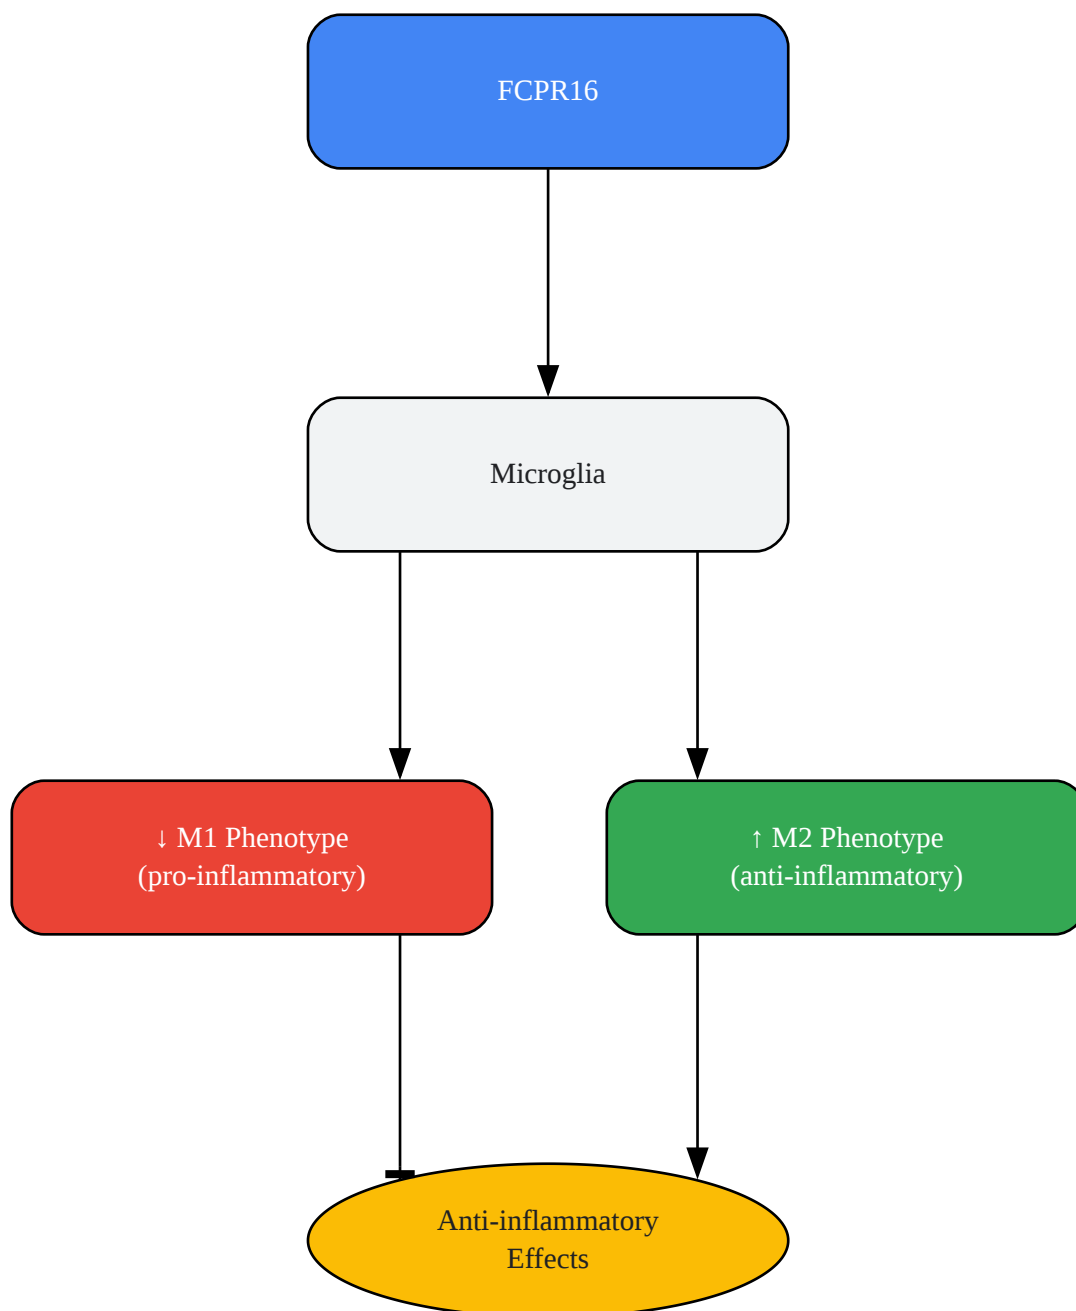 FCPR16
Microglia
↓ M1 Phenotype
(pro-inflammatory)
↑ M2 Phenotype
(anti-inflammatory)
Anti-inflammatory
Effects